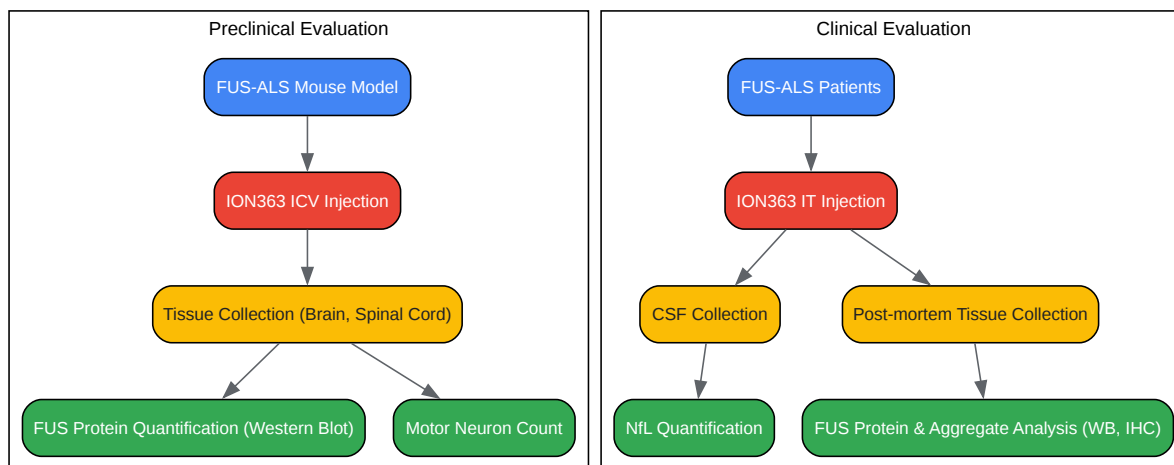 Preclinical Evaluation
FUS-ALS Mouse Model
ION363 ICV Injection
Tissue Collection (Brain, Spinal Cord)
FUS Protein Quantification (Western Blot)
Motor Neuron Count
Clinical Evaluation
FUS-ALS Patients
ION363 IT Injection
CSF Collection
Post-mortem Tissue Collection
NfL Quantification
FUS Protein & Aggregate Analysis (WB, IHC)